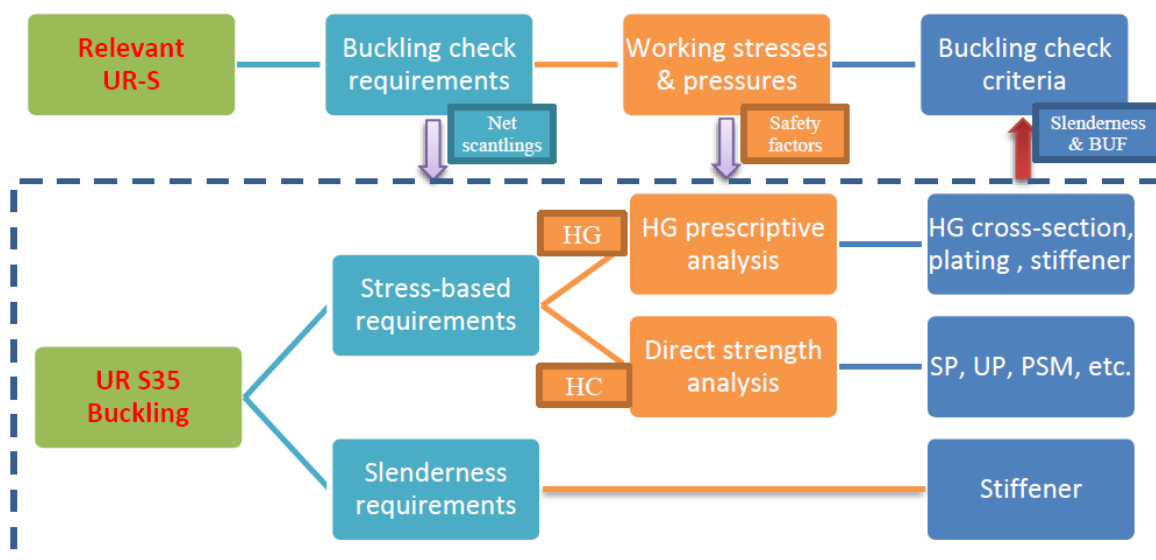 Relevant
UR-S
Buckling check
requirements
Working stresses
& pressures
Buckling check
criteria
Net
scantlings
Safety
factors
Slenderness
& BUF
HG
HG prescriptive
analysis
HG cross-section,
plating , stiffener
Stress-based
requirements
Direct strength
analysis
SP, UP, PSM, etc.
HC
UR S35
Buckling
Slenderness
requirements
Stiffener